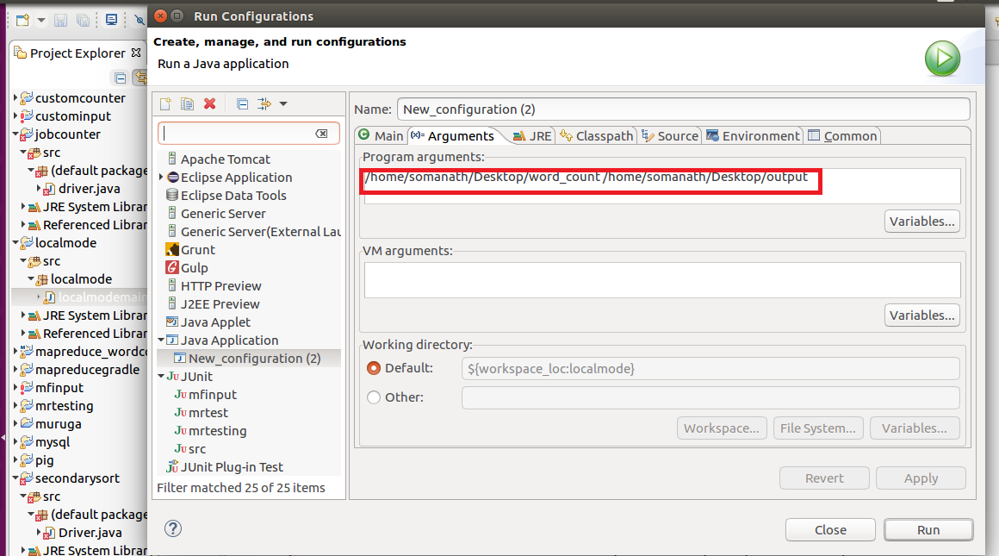 Run Configurations
Create, manage, and run configurations
Run a Java application
Project Explorer
customcounter
custominput
jobcounter
src
(default package
driver.java
JRE System Librar
Referenced Librar
localmode
src
localmode
localmodemain
JRE System Librar
Referenced Librar
mapreduce_wordco
mapreducegradle
mfinput
mrtesting
muruga
mysql
pig
secondarysort
src
(default package
Driver.java
JRE System Librar
Apache Tomcat
Eclipse Application
Eclipse Data Tools
Generic Server
Generic Server(External Lau
Grunt
Gulp
HTTP Preview
J2EE Preview
Java Applet
Java Application
New_configuration (2)
JUnit
mfinput
mrtest
mrtesting
src
JUnit Plug-in Test
Filter matched 25 of 25 items
Name: New_configuration (2)
Main (x)= Arguments JRE Classpath Source Environment Common
Program arguments:
/home/somanath/Desktop/word_count /home/somanath/Desktop/output
Variables...
VM arguments:
Variables...
Working directory:
Default: ${workspace_loc:localmode}
Other:
Workspace... File System... Variables...
Revert Apply
Close Run